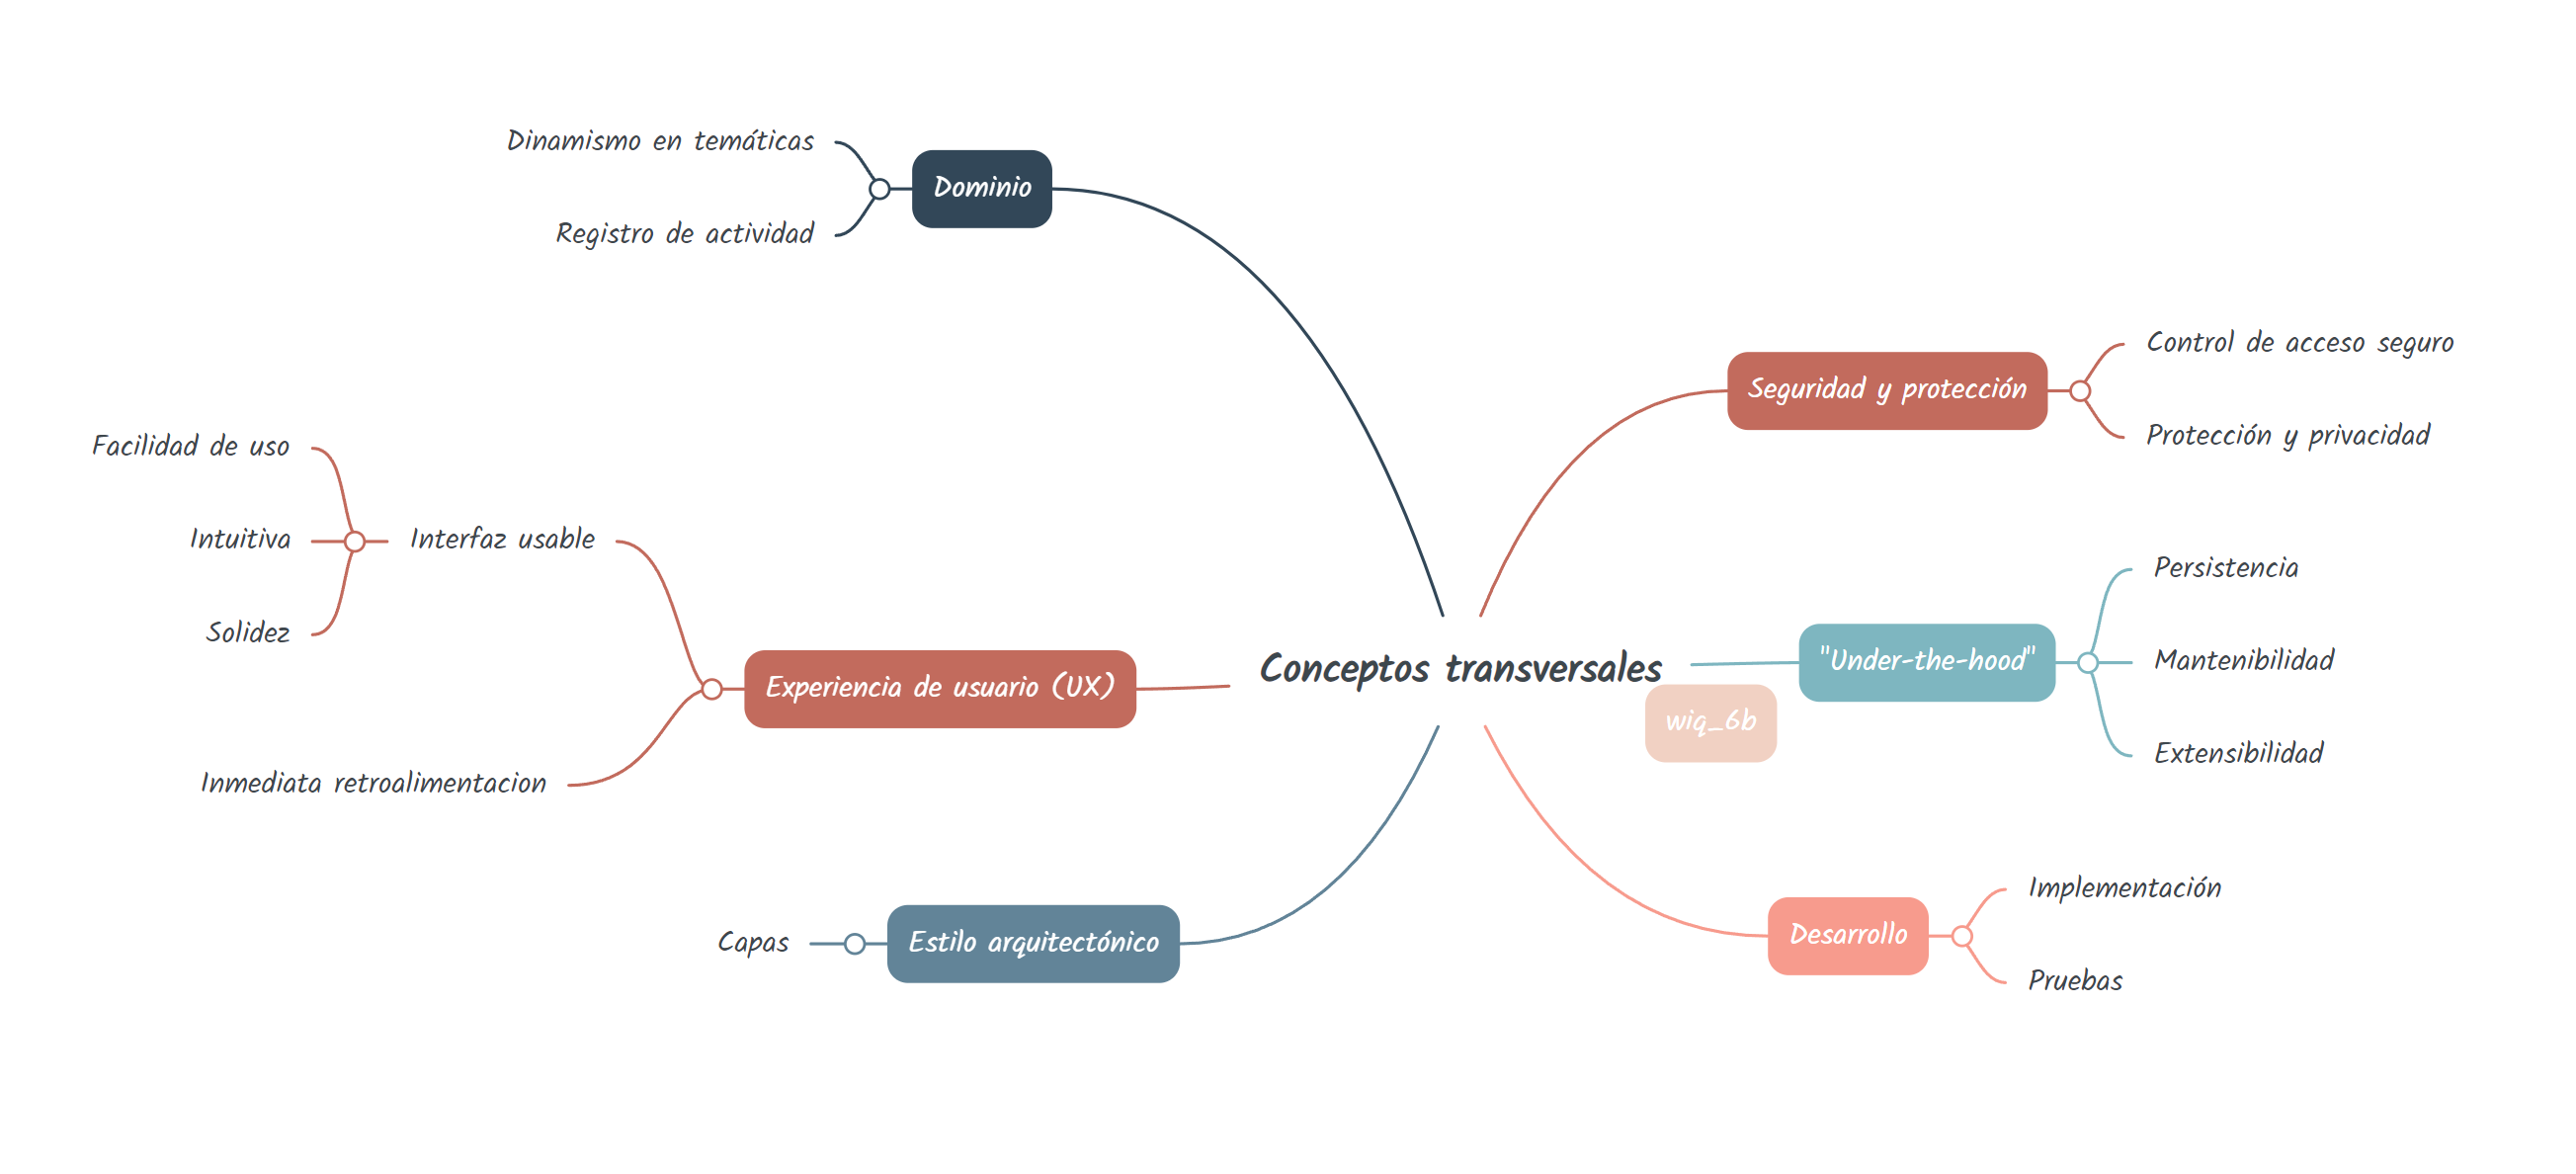 Dinamismo en temáticas
Dominio
Registro de actividad
Control de acceso seguro
Seguridad y protección
Protección y privacidad
Facilidad de uso
Intuitiva
Interfaz usable
Solidez
Experiencia de usuario (UX)
Inmediata retroalimentacion
Conceptos transversales
wiq_6b
Persistencia
"Under-the-hood"
Mantenibilidad
Extensibilidad
Capas
Estilo arquitectónico
Implementación
Desarrollo
Pruebas